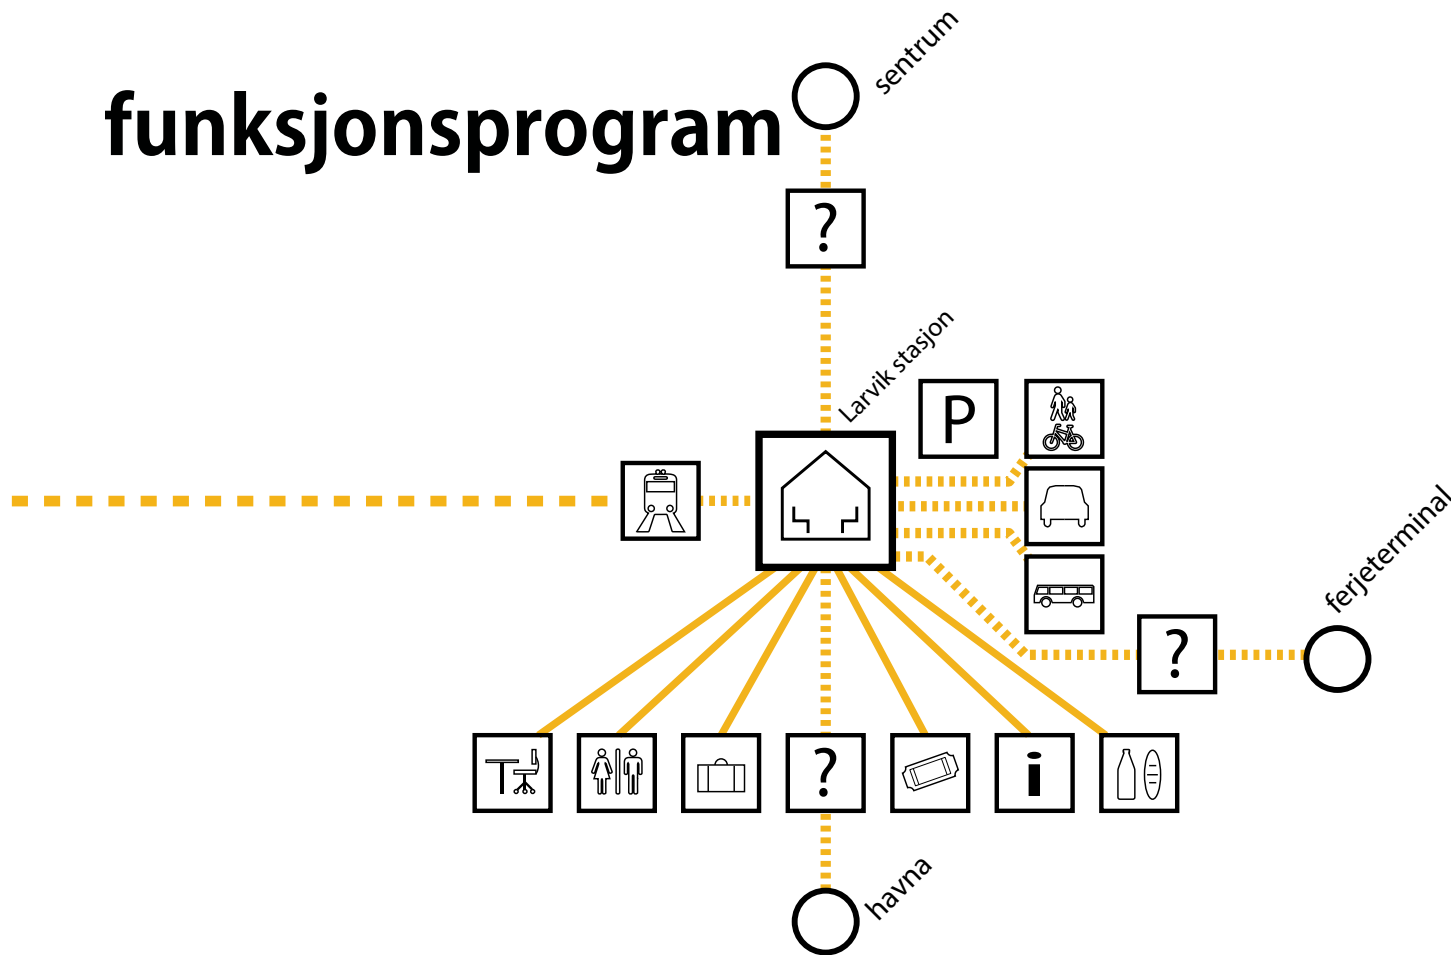 sentrum
funksjonsprogram
?
Larvik stasjon
P
ferjeterminal
?
?
i
havna